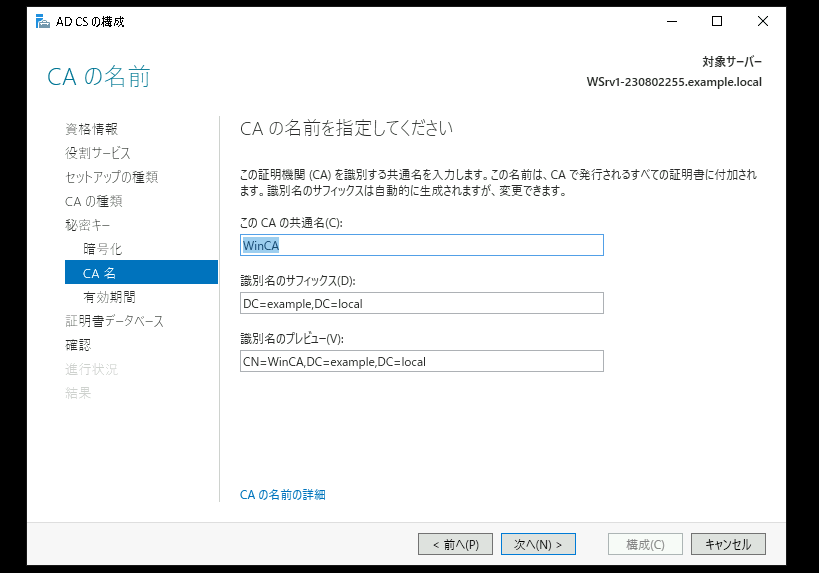 AD CS の構成
CA の名前
対象サーバー
WSrv1-230802255.example.local
資格情報
役割サービス
セットアップの種類
CA の種類
秘密キー
暗号化
CA 名
有効期間
証明書データベース
確認
進行状況
結果
CA の名前を指定してください
この証明機関 (CA) を識別する共通名を入力します。この名前は、CA で発行されるすべての証明書に付加され
ます。識別名のサフィックスは自動的に生成されますが、変更できます。
この CA の共通名(C):
WinCA
識別名のサフィックス(D):
DC=example,DC=local
識別名のプレビュー(V):
CN=WinCA,DC=example,DC=local
CA の名前の詳細
< 前へ(P)
次へ(N) >
構成(C)
キャンセル